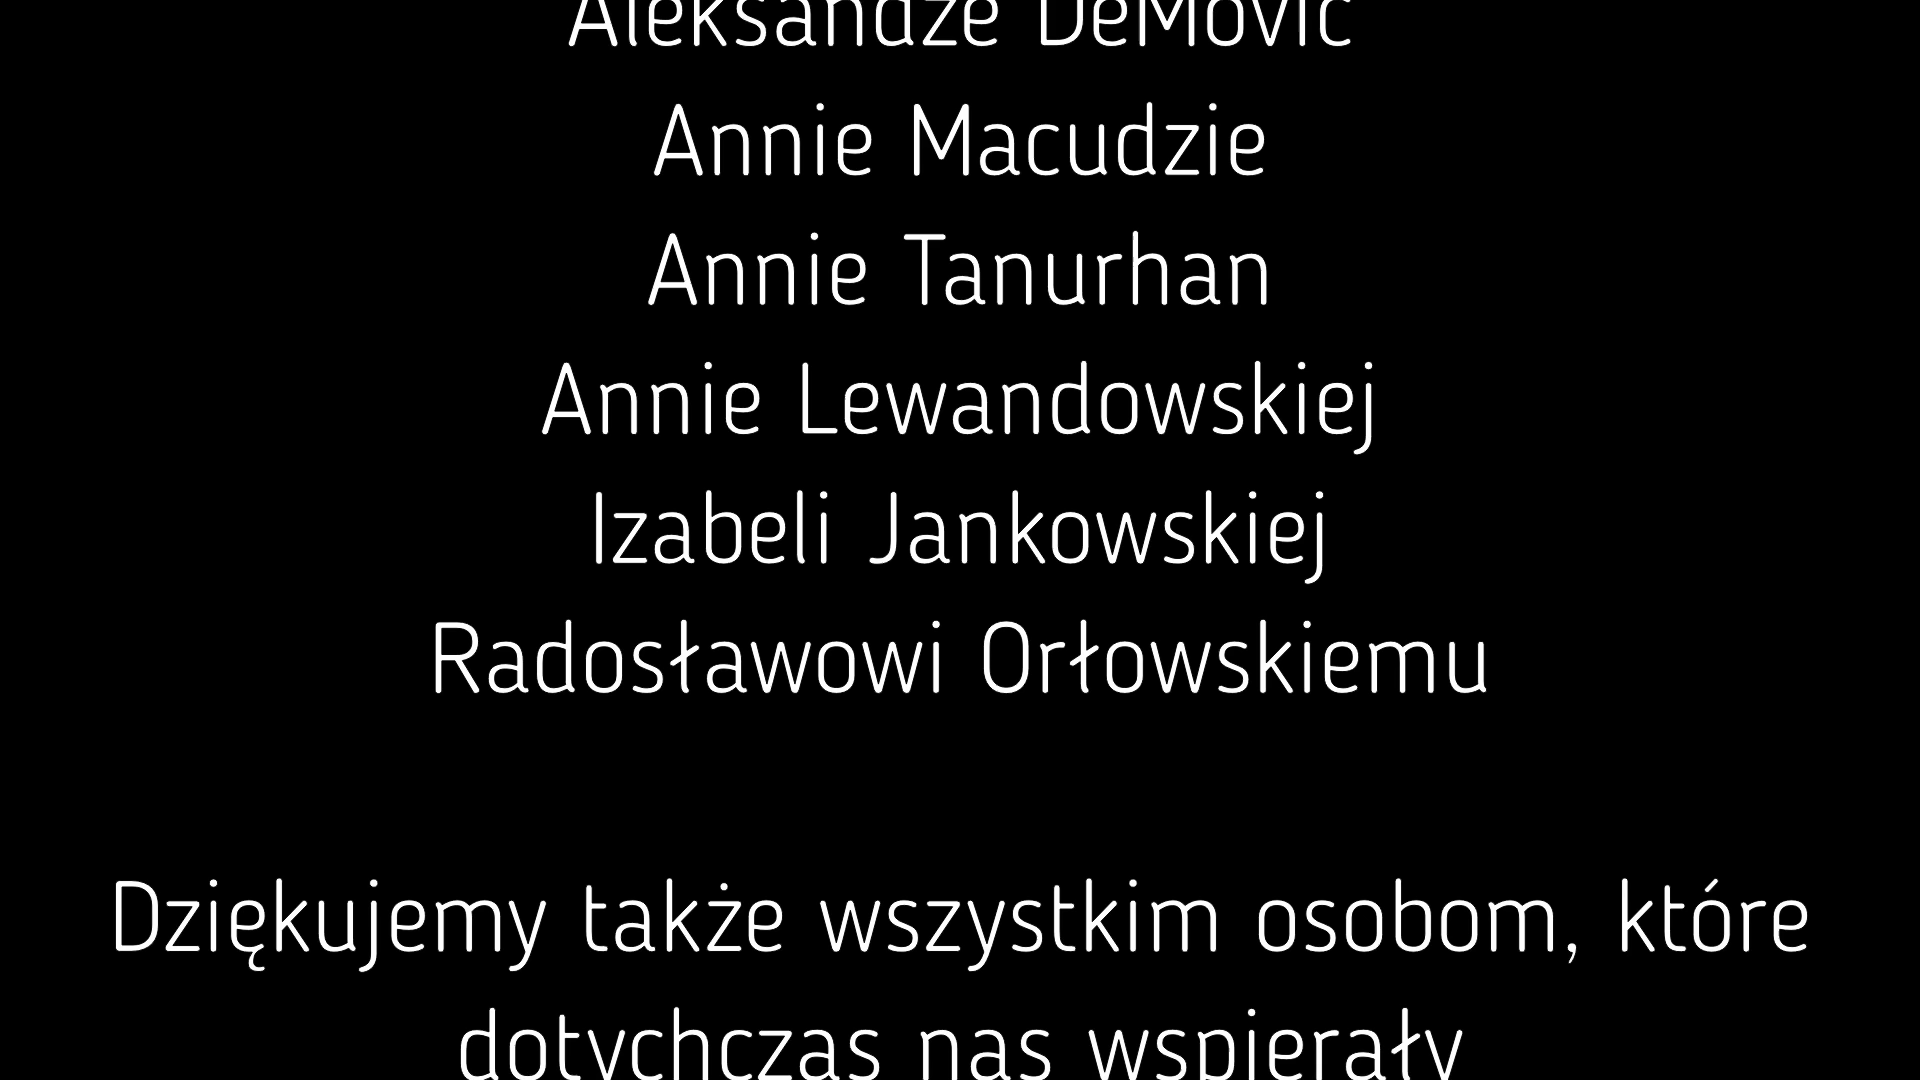 Aleksandze DeMovic
Annie Macudzie
Annie Tanurhan
Annie Lewandowskiej
Izabeli Jankowskiej
Radosławowi Orłowskiemu
Dziękujemy także wszystkim osobom, które
dotychczas nas wspierały